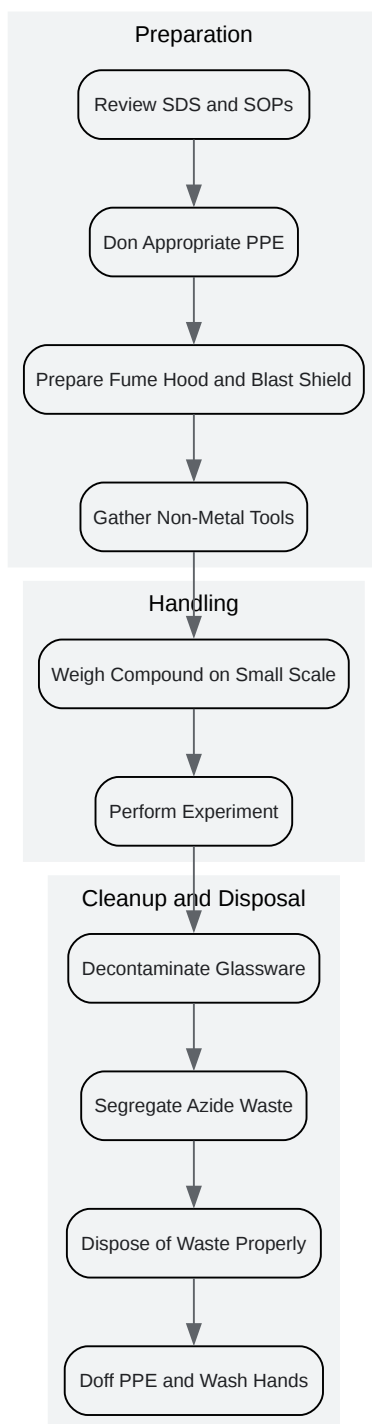 Preparation
Review SDS and SOPs
Don Appropriate PPE
Prepare Fume Hood and Blast Shield
Gather Non-Metal Tools
Handling
Weigh Compound on Small Scale
Perform Experiment
Cleanup and Disposal
Decontaminate Glassware
Segregate Azide Waste
Dispose of Waste Properly
Doff PPE and Wash Hands